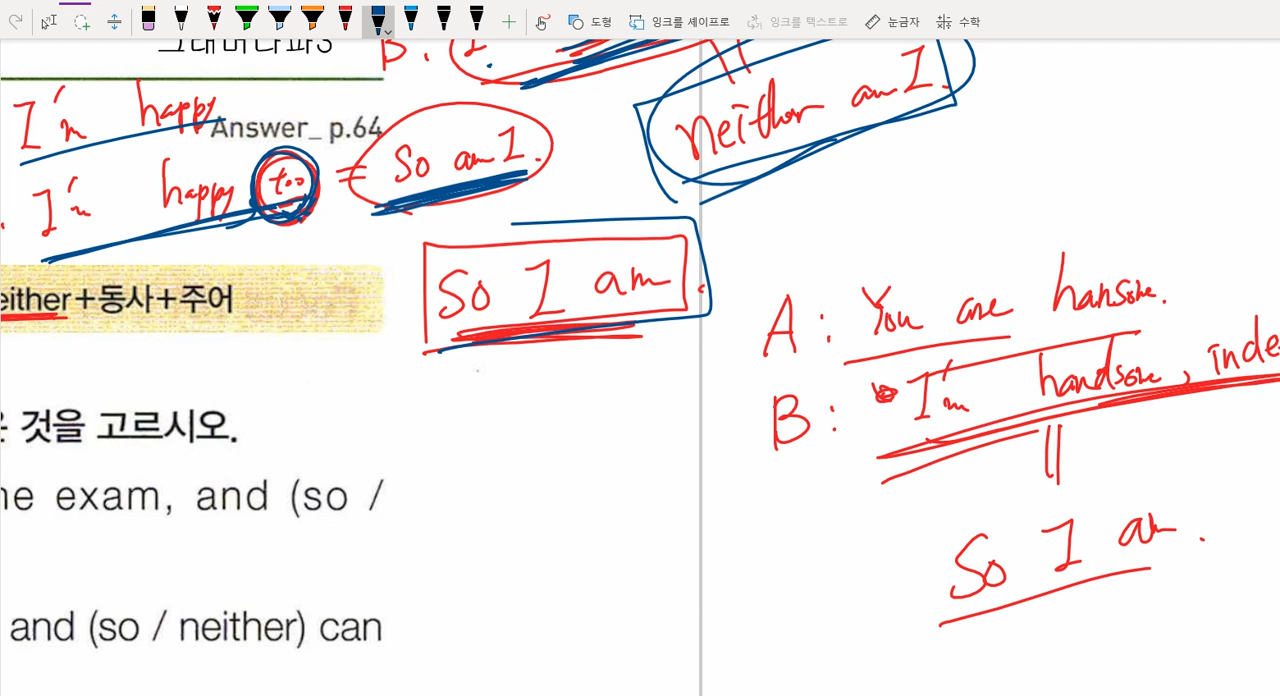 도형
잉크를 셰이프로
잉크를 텍스트로
눈금자
수학
B.
I'm happy
Answer_ p.64
I'm happy too = So am I.
neither am I.
So I am.
either+동사+주어
A: You are hansome.
B: I'm handsome, inde
것을 고르시오.
he exam, and (so /
So I am.
and (so / neither) can